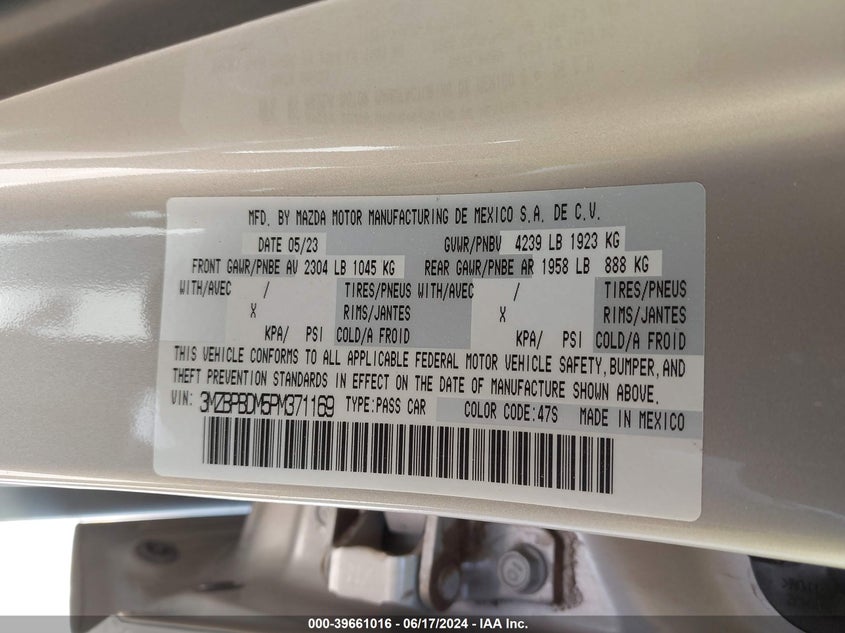 MFD. BY MAZDA MOTOR MANUFACTURING DE MEXICO S.A. DE C.V.
DATE 05/23 GVWR/PNBV 4239 LB 1923 KG
FRONT GAWR/PNBE AV 2304 LB 1045 KG REAR GAWR/PNBE AR 1958 LB 888 KG
WITH/AVEC / TIRES/PNEUS WITH/AVEC / TIRES/PNEUS
X RIMS/JANTES X RIMS/JANTES
KPA/ PSI COLD/A FROID KPA/ PSI COLD/A FROID
THIS VEHICLE CONFORMS TO ALL APPLICABLE FEDERAL MOTOR VEHICLE SAFETY, BUMPER, AND
THEFT PREVENTION STANDARDS IN EFFECT ON THE DATE OF MANUFACTURE SHOWN ABOVE.
VIN: 3MZBPBDM5PM371169 TYPE:PASS CAR COLOR CODE:47S MADE IN MEXICO
000-39661016 - 06/17/2024 - IAA Inc.